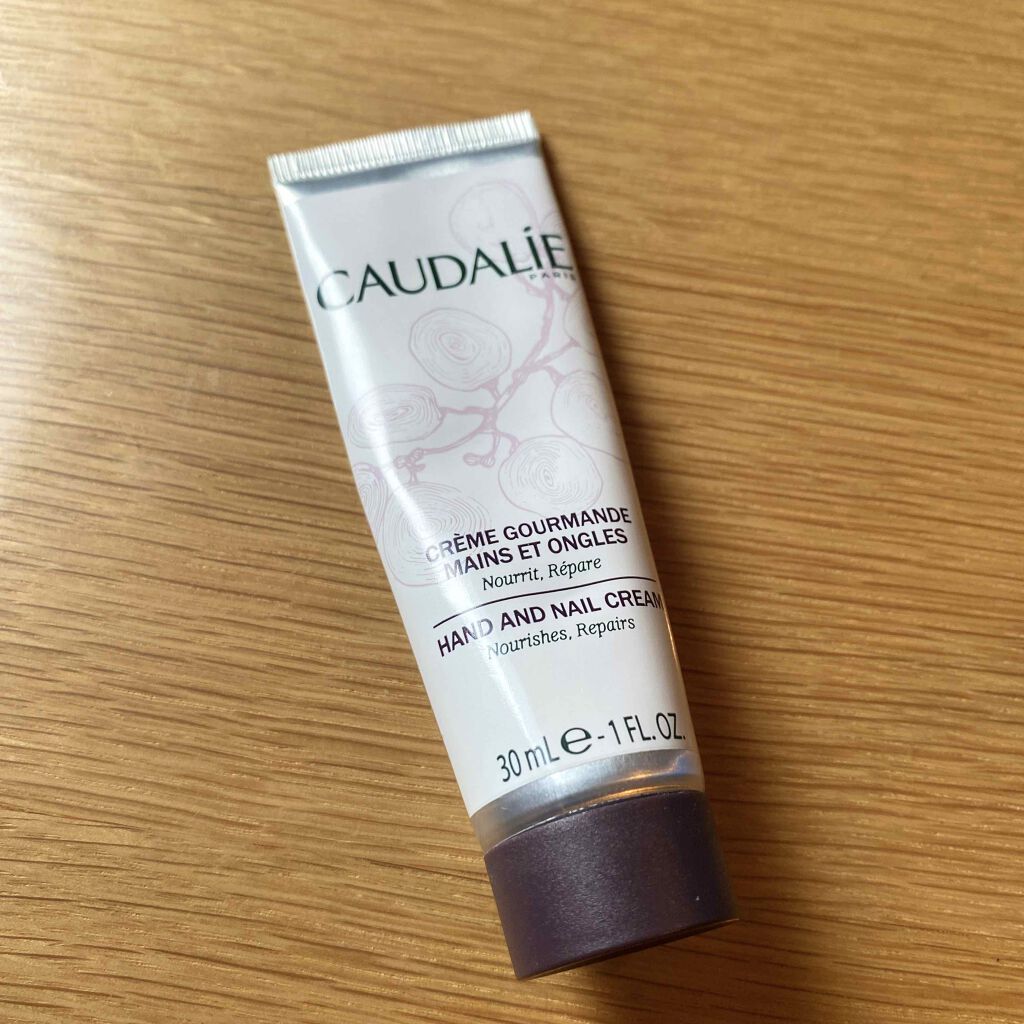 CAUDALİE
PARIS
CRÈME GOURMANDE
MAINS ET ONGLES
Nourrit, Répare
HAND AND NAIL CREAM
Nourishes, Repairs
30 mL ℮ - 1 FL. OZ.